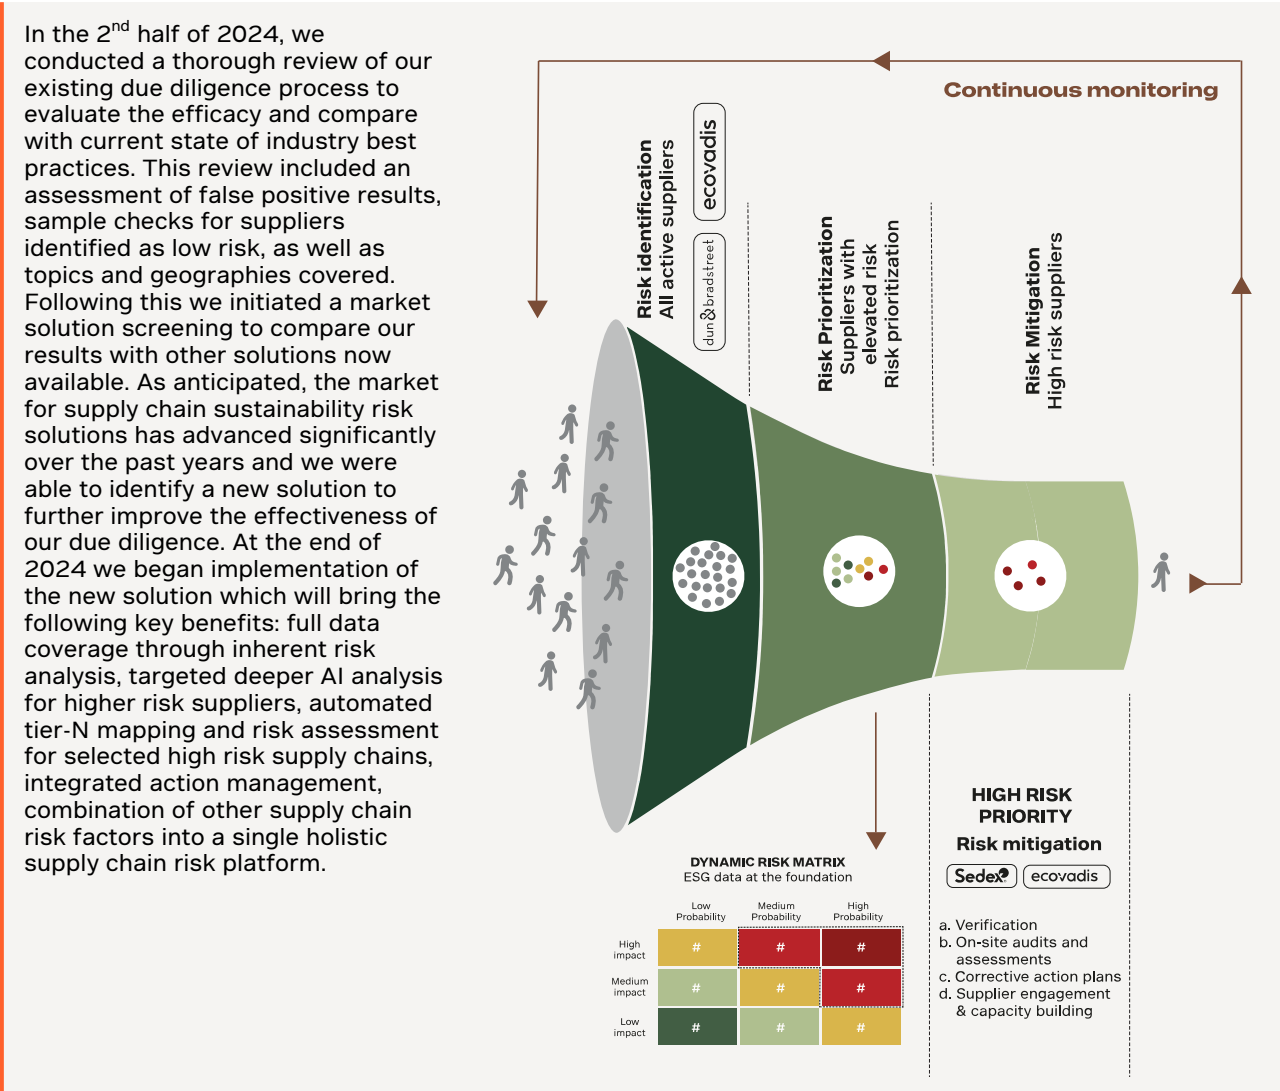 In the 2nd half of 2024, we
conducted a thorough review of our
existing due diligence process to
evaluate the efficacy and compare
with current state of industry best
practices. This review included an
assessment of false positive results,
sample checks for suppliers
identified as low risk, as well as
topics and geographies covered.
Following this we initiated a market
solution screening to compare our
results with other solutions now
available. As anticipated, the market
for supply chain sustainability risk
solutions has advanced significantly
over the past years and we were
able to identify a new solution to
further improve the effectiveness of
our due diligence. At the end of
2024 we began implementation of
the new solution which will bring the
following key benefits: full data
coverage through inherent risk
analysis, targeted deeper AI analysis
for higher risk suppliers, automated
tier-N mapping and risk assessment
for selected high risk supply chains,
integrated action management,
combination of other supply chain
risk factors into a single holistic
supply chain risk platform.
Continuous monitoring
Risk identification
All active suppliers
dun&bradstreet
ecovadis
Risk Prioritization
Suppliers with
elevated risk
Risk prioritization
Risk Mitigation
High risk suppliers
DYNAMIC RISK MATRIX
ESG data at the foundation
Low
Probability
Medium
Probability
High
Probability
High
impact
# # #
Medium
impact
# # #
Low
impact
# # #
HIGH RISK
PRIORITY
Risk mitigation
Sedex ecovadis
a. Verification
b. On-site audits and
assessments
c. Corrective action plans
d. Supplier engagement
& capacity building